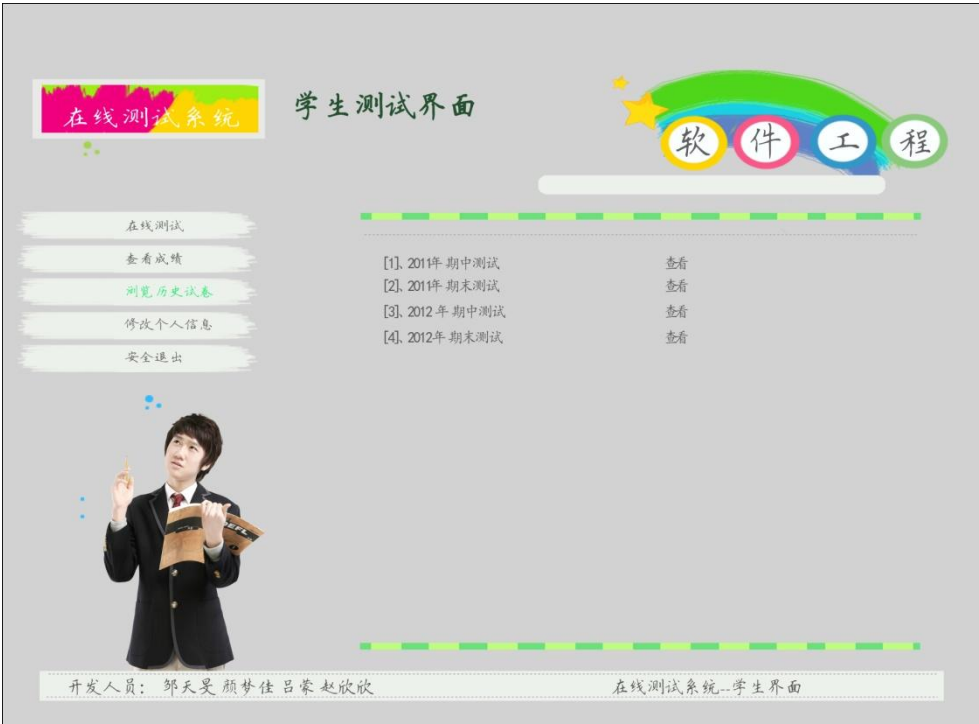 在线测试系统
学生测试界面
软件工程
在线测试
查看成绩
浏览历史试卷
修改个人信息
安全退出
[1]、2011年 期中测试 查看
[2]、2011年 期末测试 查看
[3]、2012 年 期中测试 查看
[4]、2012年 期末测试 查看
EFL
开发人员： 邹天旻 颜梦佳 吕蒙 赵欣欣
在线测试系统--学生界面